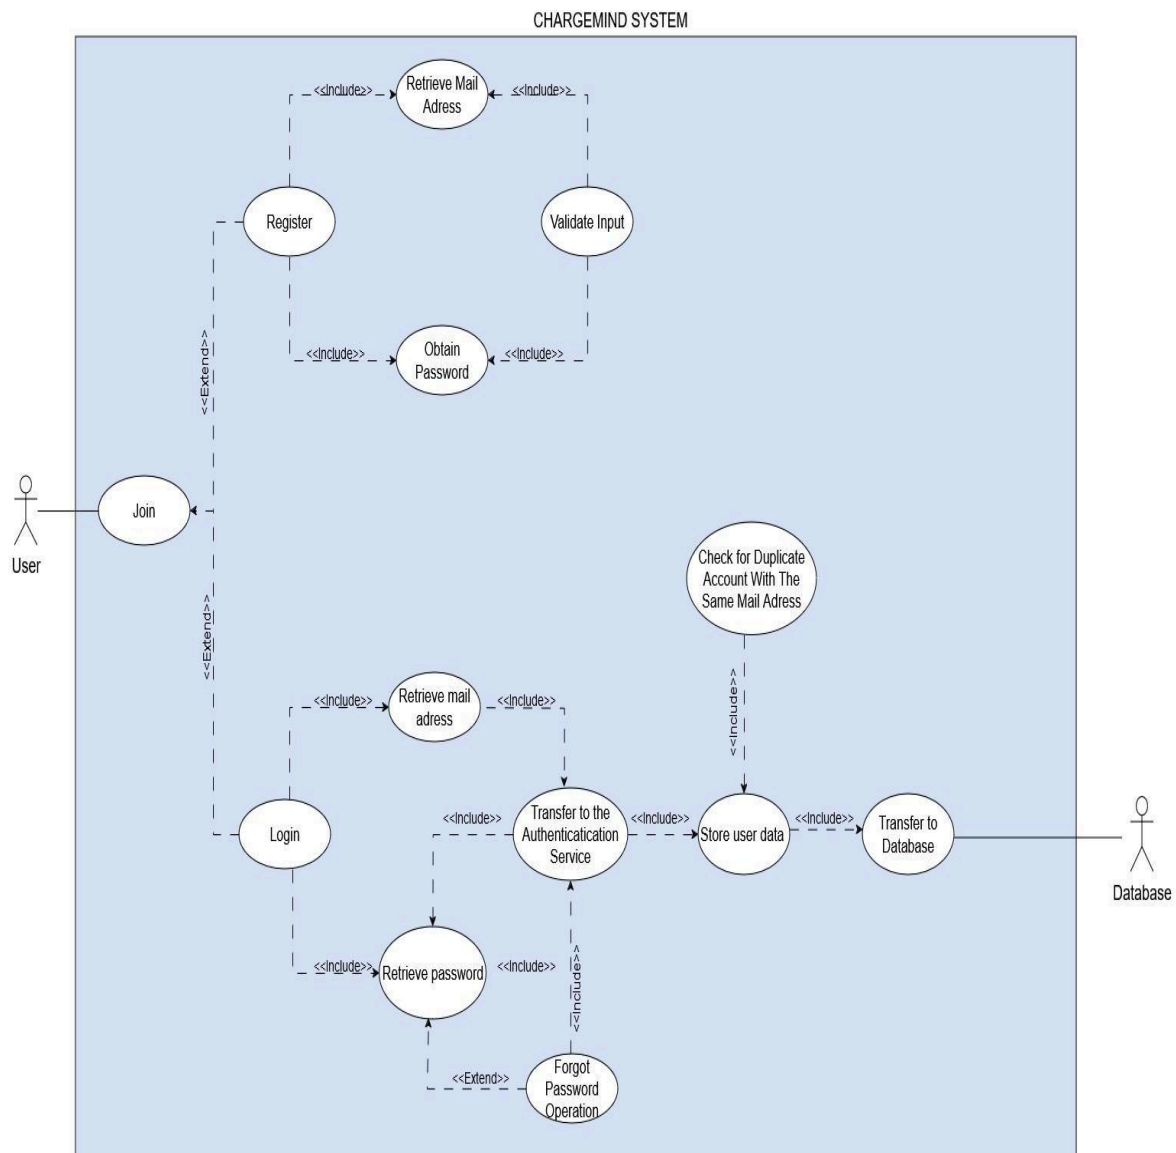 CHARGEMIND SYSTEM
Retrieve Mail
Adress
<<Include>>
<<Include>>
Register
Validate Input
Obtain
Password
<<Include>>
<<Include>>
<<Extend>>
Join
User
<<Extend>>
Check for Duplicate
Account With The
Same Mail Adress
<<Include>>
Retrieve mail
adress
<<Include>>
<<Include>>
Login
<<Include>>
Transfer to the
Authenticatication
Service
<<Include>>
Store user data
<<Include>>
Transfer to
Database
Database
<<Include>>
Retrieve password
<<Include>>
<<Include>>
<<Extend>>
Forgot
Password
Operation